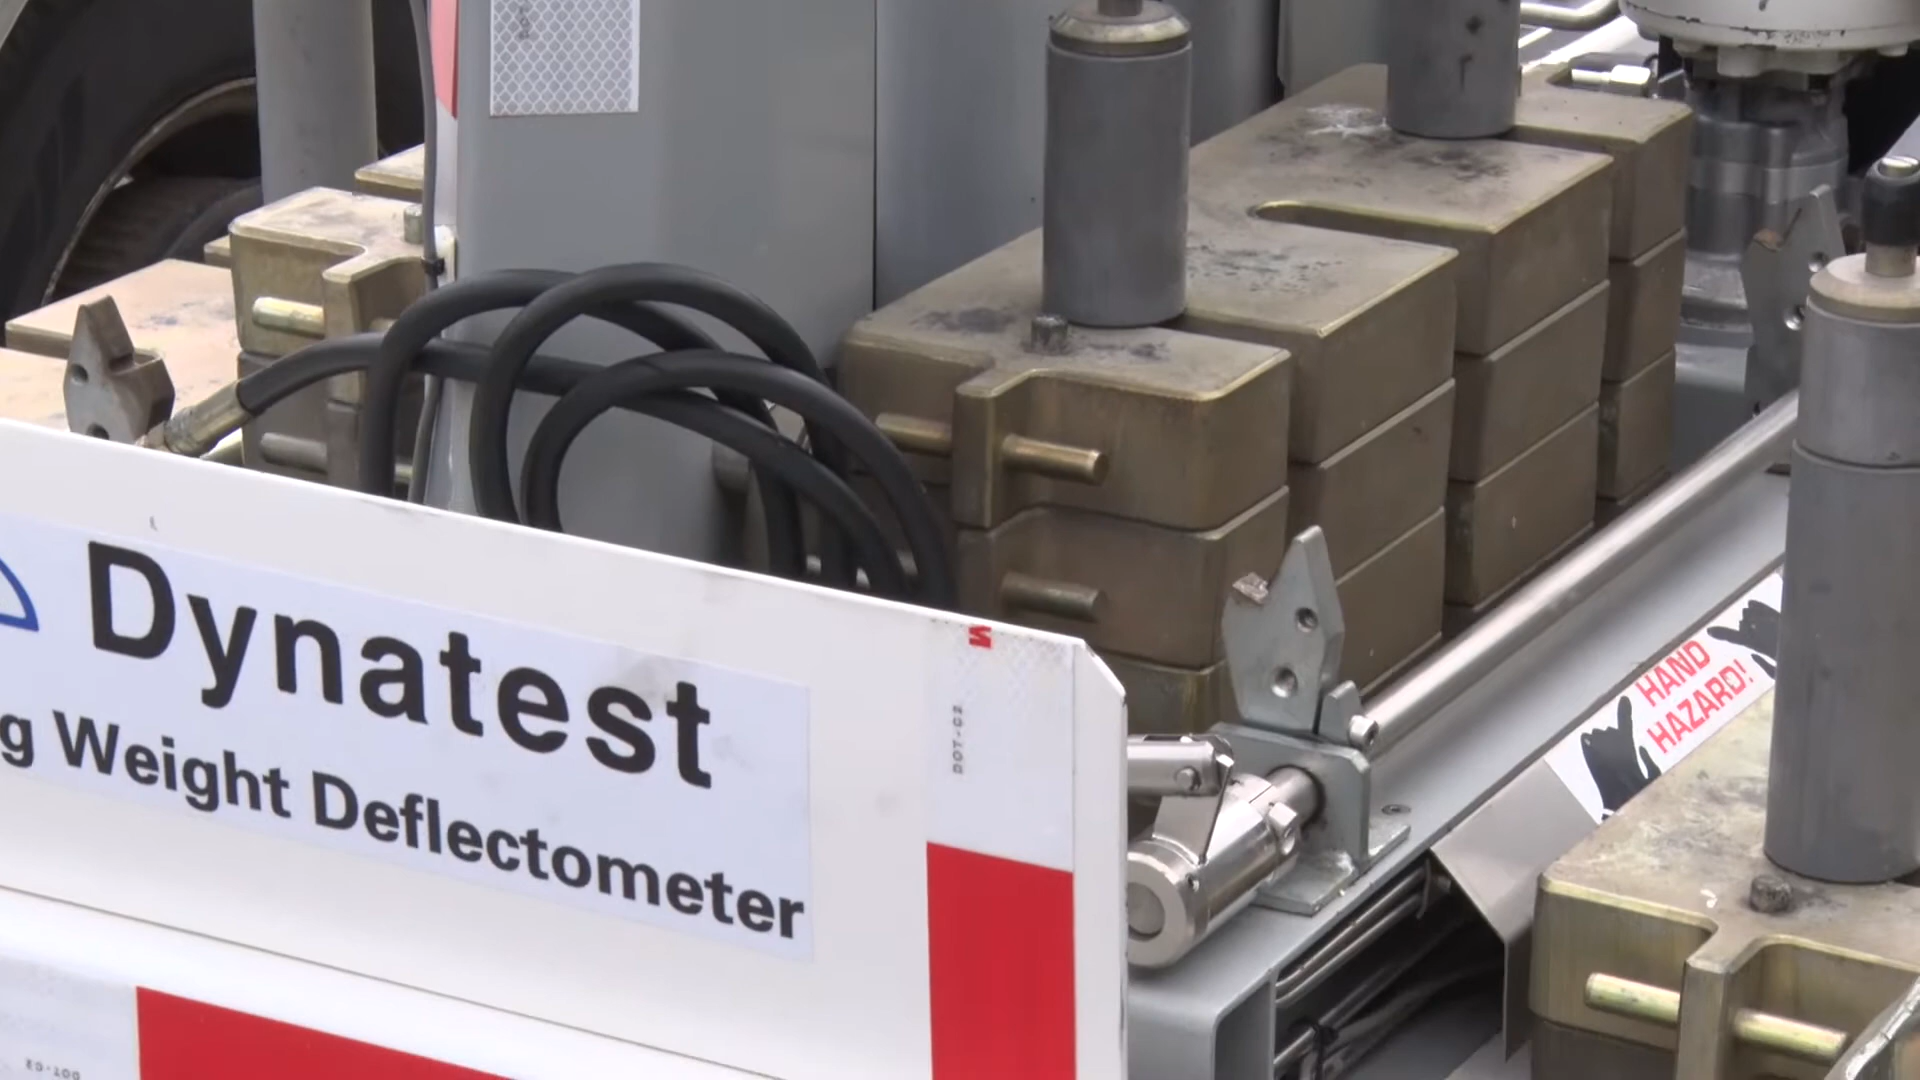 Dynatest
g Weight Deflectometer
HAND
HAZARD!
DOT-C2
DOT-C2